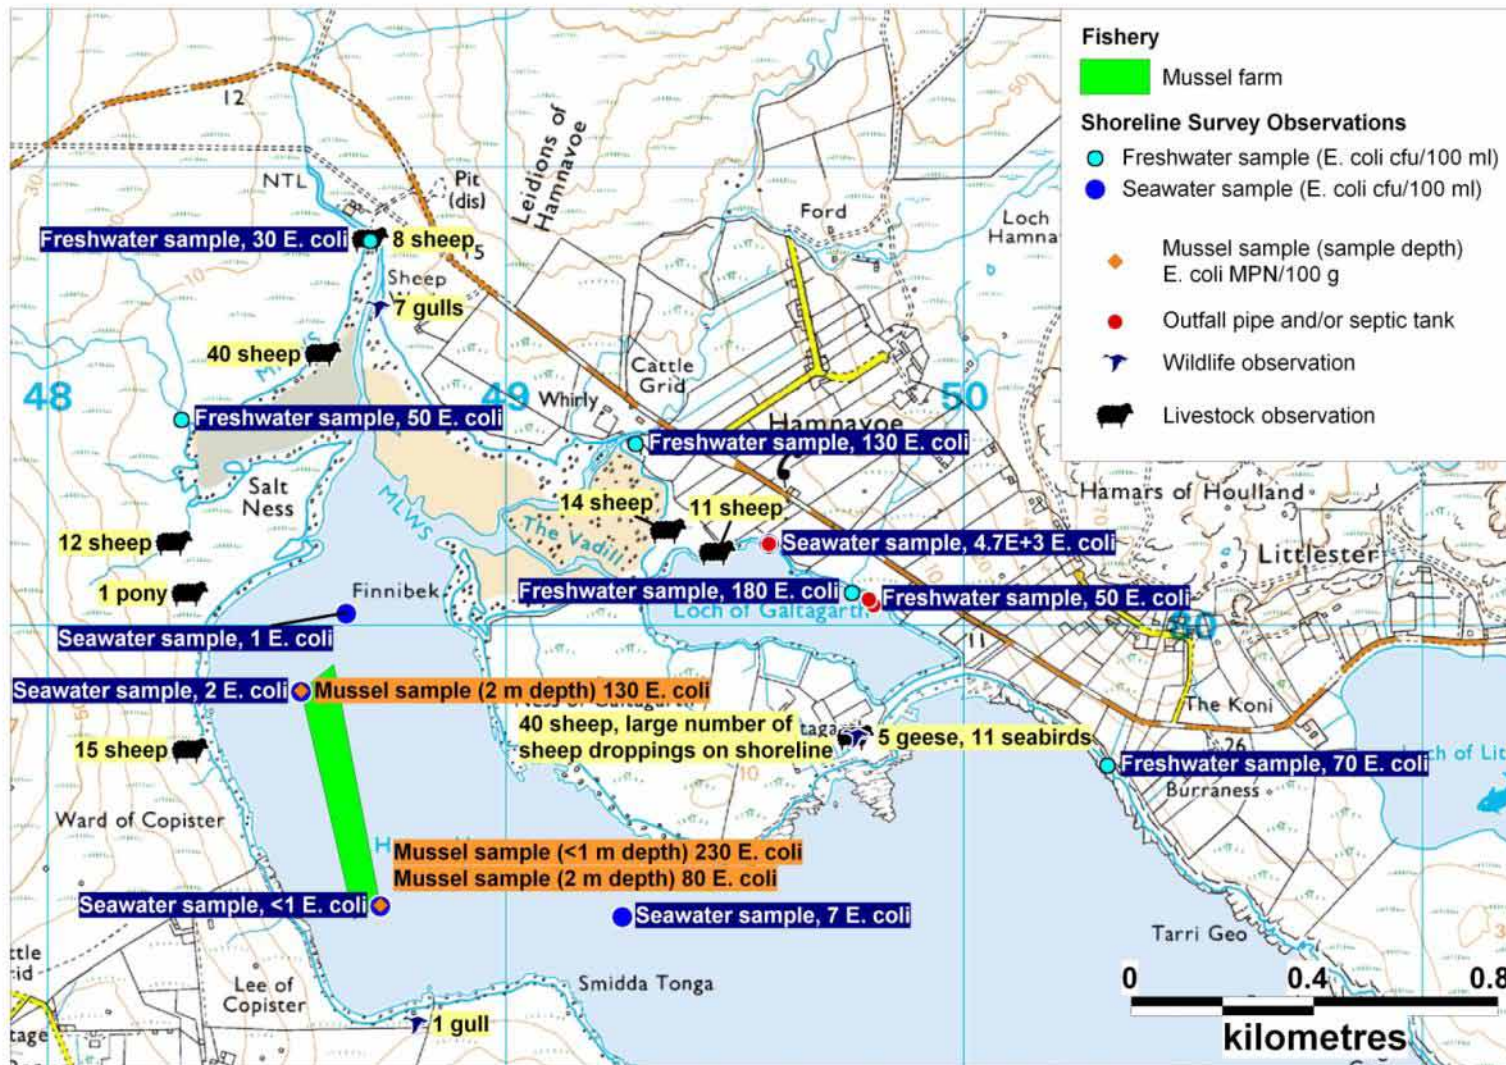 Fishery
Mussel farm
Shoreline Survey Observations
Freshwater sample (E. coli cfu/100 ml)
Seawater sample (E. coli cfu/100 ml)
Mussel sample (sample depth)
E. coli MPN/100 g
Outfall pipe and/or septic tank
Wildlife observation
Livestock observation
12
30
NTL
Pit
(dis)
Leidions of
Hamnavoe
Ford
Loch
Freshwater sample, 30 E. coli
8 sheep
15
Sheep
7 gulls
40 sheep
Cattle
Grid
48
49
50
Whirly
Hamnavoe
Freshwater sample, 50 E. coli
Freshwater sample, 130 E. coli
10
Salt
Ness
MLWS
Hamars of Houlland
70
14 sheep
11 sheep
The Vadill
12 sheep
Seawater sample, 4.7E+3 E. coli
Littlester
1 pony
Finnibek
Freshwater sample, 180 E. coli
Freshwater sample, 50 E. coli
Loch of Galtagarth
80
Seawater sample, 1 E. coli
11
Seawater sample, 2 E. coli
Mussel sample (2 m depth) 130 E. coli
The Koni
40 sheep, large number of
sheep droppings on shoreline
5 geese, 11 seabirds
15 sheep
26
50
10
Freshwater sample, 70 E. coli
Burraness
Ward of Copister
Mussel sample (<1 m depth) 230 E. coli
Mussel sample (2 m depth) 80 E. coli
Seawater sample, <1 E. coli
Seawater sample, 7 E. coli
Tarri Geo
Lee of
Copister
Smidda Tonga
1 gull
0 0.4 0.8
kilometres